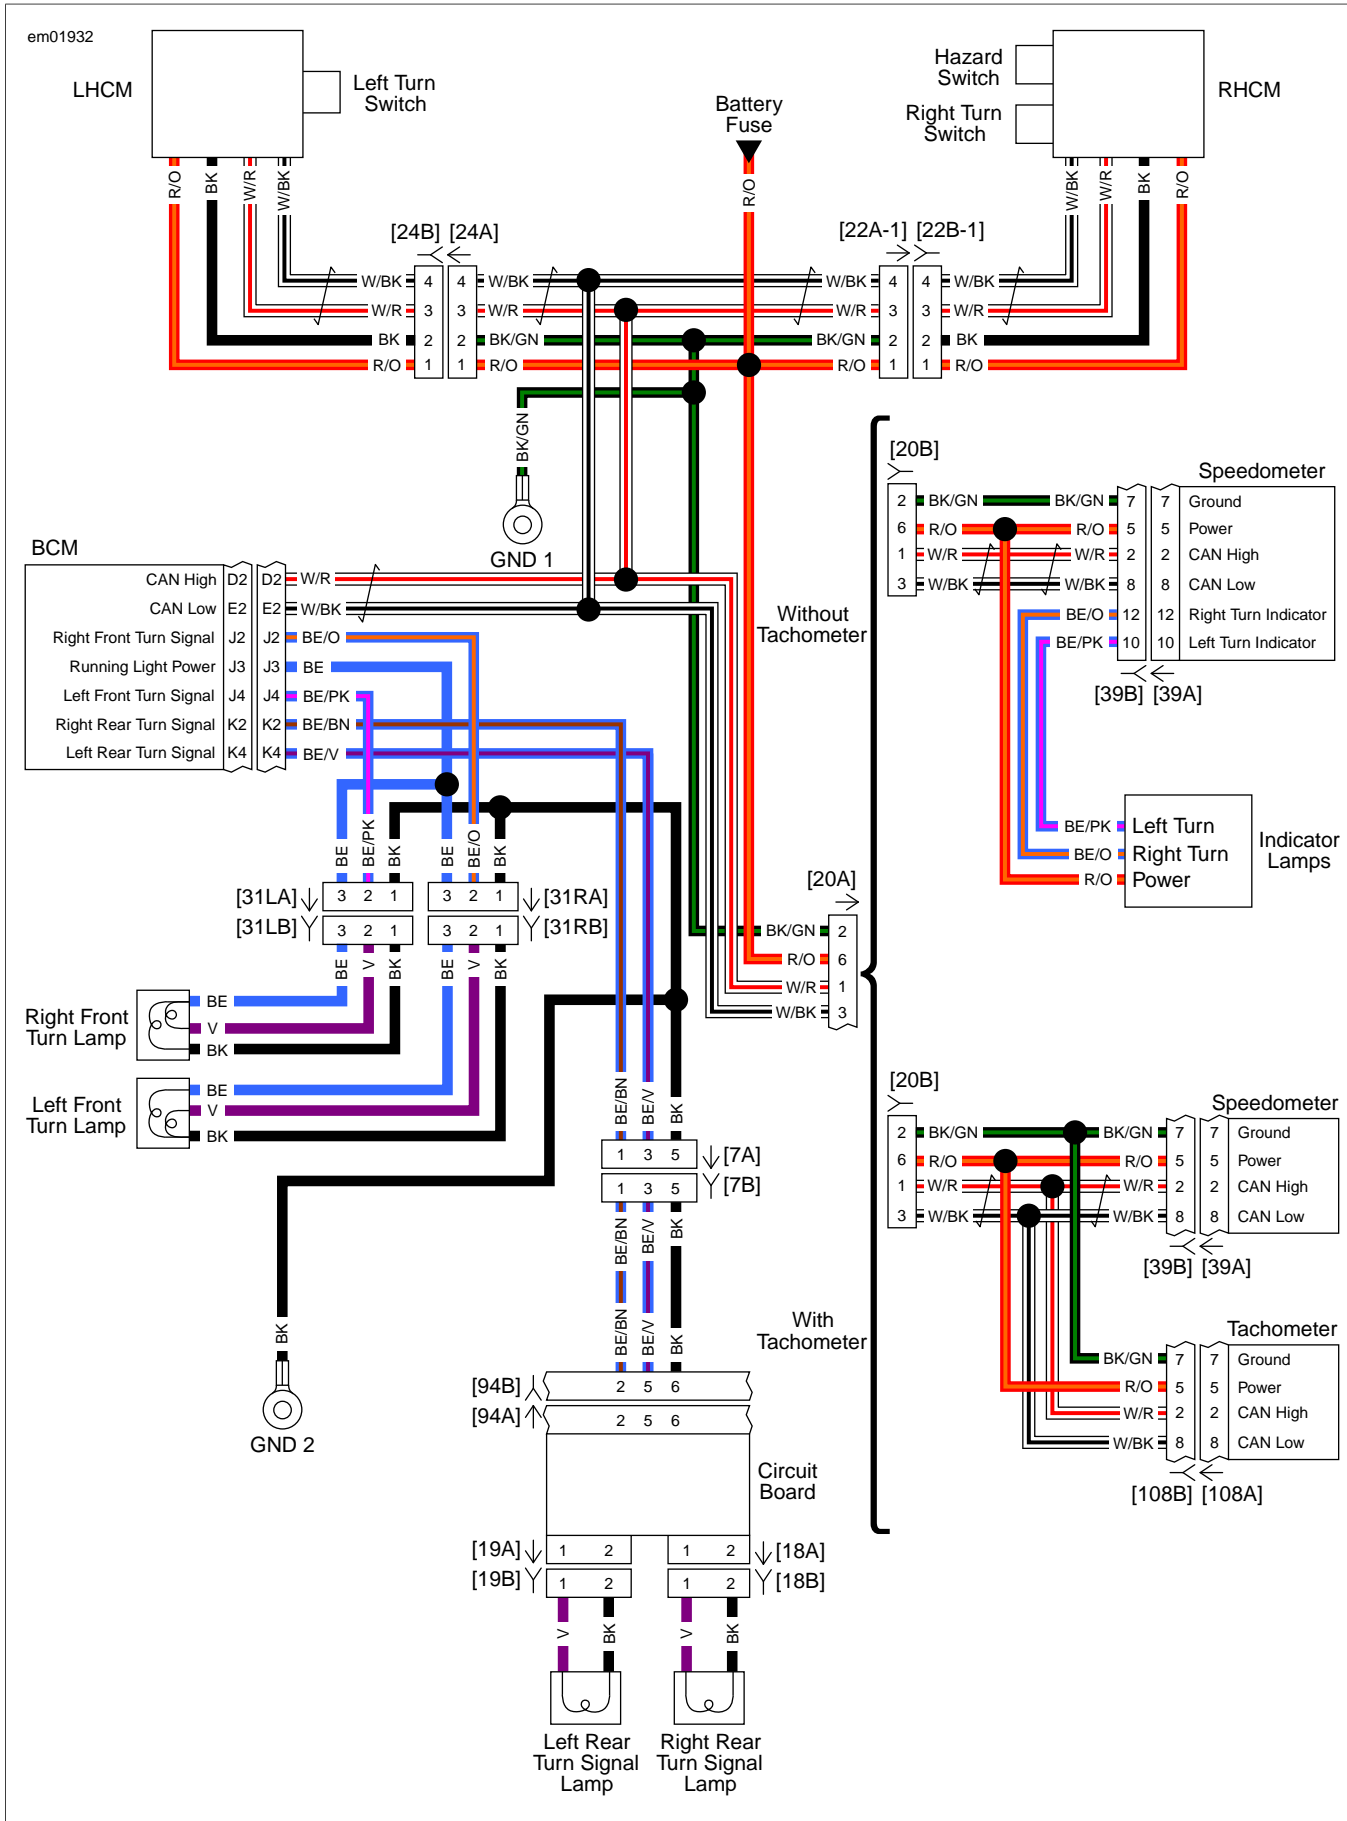 em01932
LHCM
Left Turn
Switch
Battery
Fuse
Hazard
Switch
Right Turn
Switch
RHCM
R/O BK W/R W/BK
R/O
W/BK W/R BK R/O
[24B] [24A]
[22A-1] [22B-1]
W/BK 4 4 W/BK W/BK 4 4 W/BK
W/R 3 3 W/R W/R 3 3 W/R
BK 2 2 BK/GN BK/GN 2 2 BK
R/O 1 1 R/O R/O 1 1 R/O
BK/GN
GND 1
BCM
CAN High D2 D2 W/R
CAN Low E2 E2 W/BK
Right Front Turn Signal J2 J2 BE/O
Running Light Power J3 J3 BE
Left Front Turn Signal J4 J4 BE/PK
Right Rear Turn Signal K2 K2 BE/BN
Left Rear Turn Signal K4 K4 BE/V
Without
Tachometer
[20B]
Speedometer
2 BK/GN BK/GN 7 7 Ground
6 R/O R/O 5 5 Power
1 W/R W/R 2 2 CAN High
3 W/BK W/BK 8 8 CAN Low
BE/O 12 12 Right Turn Indicator
BE/PK 10 10 Left Turn Indicator
[39B] [39A]
BE/PK Left Turn
BE/O Right Turn
R/O Power
Indicator
Lamps
BE BE/PK BK BE BE/O BK
[31LA] 3 2 1 3 2 1 [31RA]
[31LB] 3 2 1 3 2 1 [31RB]
BE V BK BE V BK
[20A]
BK/GN 2
R/O 6
W/R 1
W/BK 3
Right Front
Turn Lamp
BE
V
BK
Left Front
Turn Lamp
BE
V
BK
BE/BN BE/V BK
1 3 5 [7A]
1 3 5 [7B]
BE/BN BE/V BK
BE/BN BE/V BK
BK
GND 2
[94B] 2 5 6
[94A] 2 5 6
Circuit
Board
[19A] 1 2 1 2 [18A]
[19B] 1 2 1 2 [18B]
V BK V BK
Left Rear
Turn Signal
Lamp
Right Rear
Turn Signal
Lamp
With
Tachometer
[20B]
Speedometer
2 BK/GN BK/GN 7 7 Ground
6 R/O R/O 5 5 Power
1 W/R W/R 2 2 CAN High
3 W/BK W/BK 8 8 CAN Low
[39B] [39A]
Tachometer
BK/GN 7 7 Ground
R/O 5 5 Power
W/R 2 2 CAN High
W/BK 8 8 CAN Low
[108B] [108A]